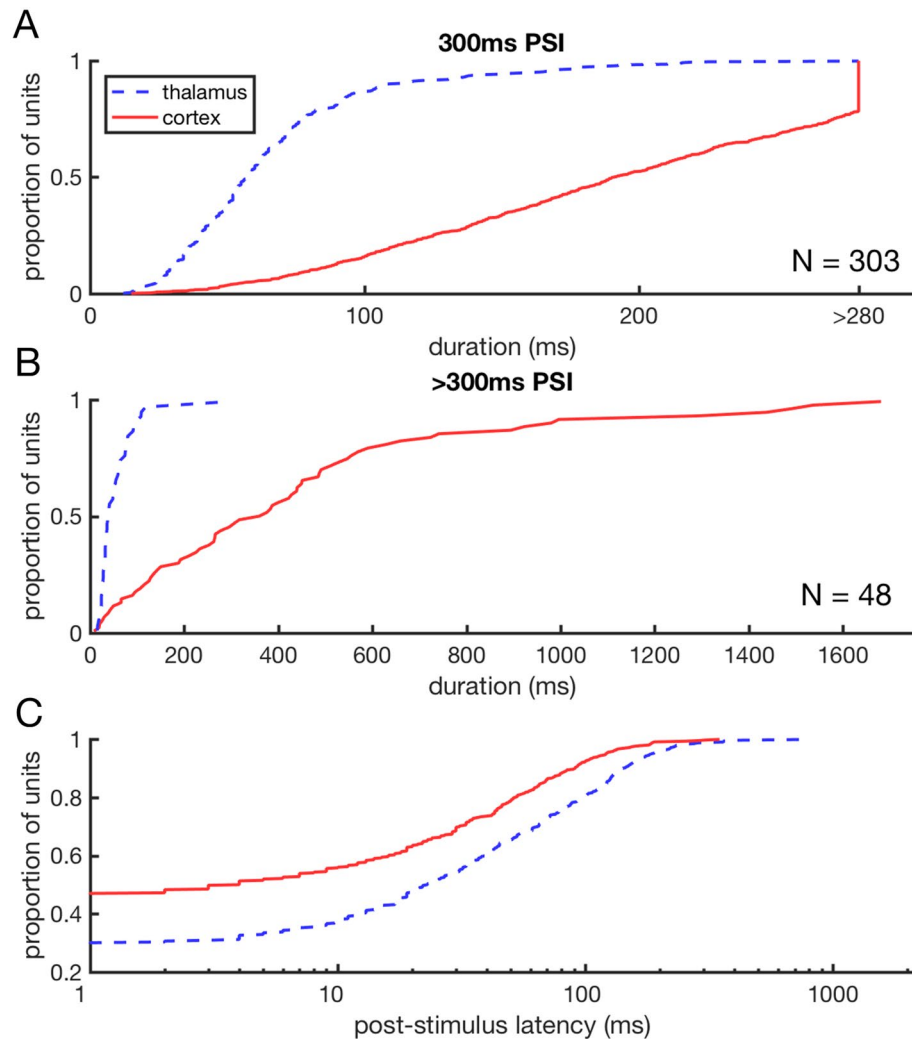 A
300ms PSI
proportion of units
1
0.5
0
thalamus
cortex
N = 303
0 100 200 >280
duration (ms)
B
>300ms PSI
proportion of units
1
0.5
0
N = 48
0 200 400 600 800 1000 1200 1400 1600
duration (ms)
C
proportion of units
1
0.8
0.6
0.4
0.2
1 10 100 1000
post-stimulus latency (ms)